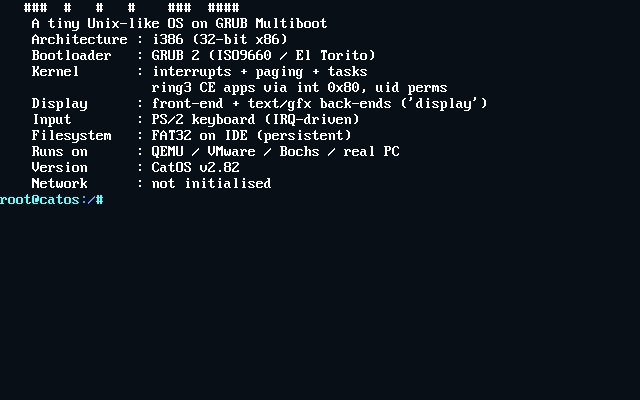 ### # # # ### ####
A tiny Unix-like OS on GRUB Multiboot
Architecture : i386 (32-bit x86)
Bootloader : GRUB 2 (ISO9660 / El Torito)
Kernel : interrupts + paging + tasks
ring3 CE apps via int 0x80, uid perms
Display : front-end + text/gfx back-ends ('display')
Input : PS/2 keyboard (IRQ-driven)
Filesystem : FAT32 on IDE (persistent)
Runs on : QEMU / VMware / Bochs / real PC
Version : CatOS v2.82
Network : not initialised
root@catos:/#